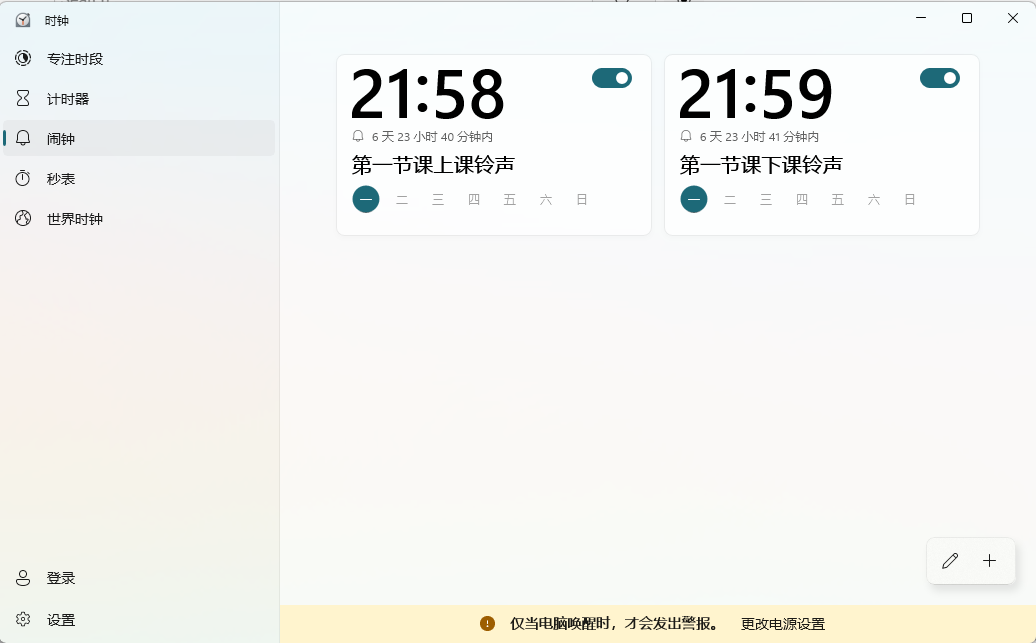 时钟
专注时段
计时器
闹钟
秒表
世界时钟
登录
设置
21:58
6 天 23 小时 40 分钟内
第一节课上课铃声
一 二 三 四 五 六 日
21:59
6 天 23 小时 41 分钟内
第一节课下课铃声
一 二 三 四 五 六 日
仅当电脑唤醒时，才会发出警报。 更改电源设置